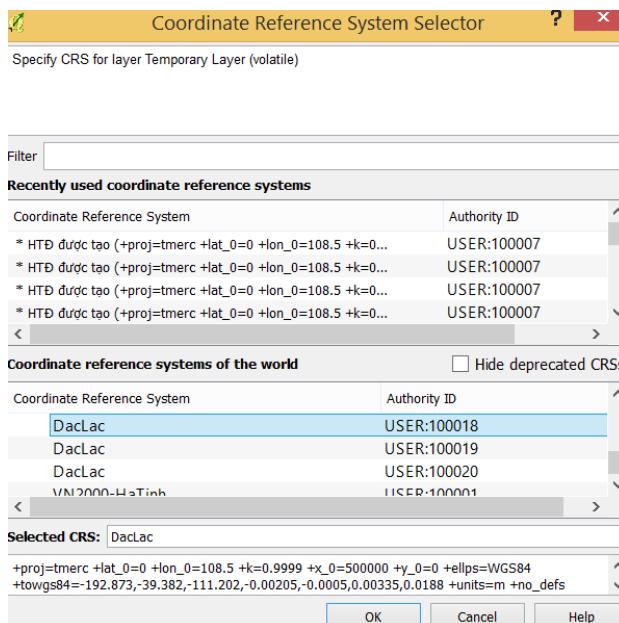 Coordinate Reference System Selector ? ×
Specify CRS for layer Temporary Layer (volatile)
Filter
Recently used coordinate reference systems
Coordinate Reference System Authority ID
* HTĐ được tạo (+proj=tmerc +lat_0=0 +lon_0=108.5 +k=0... USER:100007
* HTĐ được tạo (+proj=tmerc +lat_0=0 +lon_0=108.5 +k=0... USER:100007
* HTĐ được tạo (+proj=tmerc +lat_0=0 +lon_0=108.5 +k=0... USER:100007
* HTĐ được tạo (+proj=tmerc +lat_0=0 +lon_0=108.5 +k=0... USER:100007
Coordinate reference systems of the world Hide deprecated CRSs
Coordinate Reference System Authority ID
DacLac USER:100018
DacLac USER:100019
DacLac USER:100020
VN2000-HaTinh USER:100001
Selected CRS: DacLac
+proj=tmerc +lat_0=0 +lon_0=108.5 +k=0.9999 +x_0=500000 +y_0=0 +ellps=WGS84
+towgs84=-192.873,-39.382,-111.202,-0.00205,-0.0005,0.00335,0.0188 +units=m +no_defs
OK Cancel Help